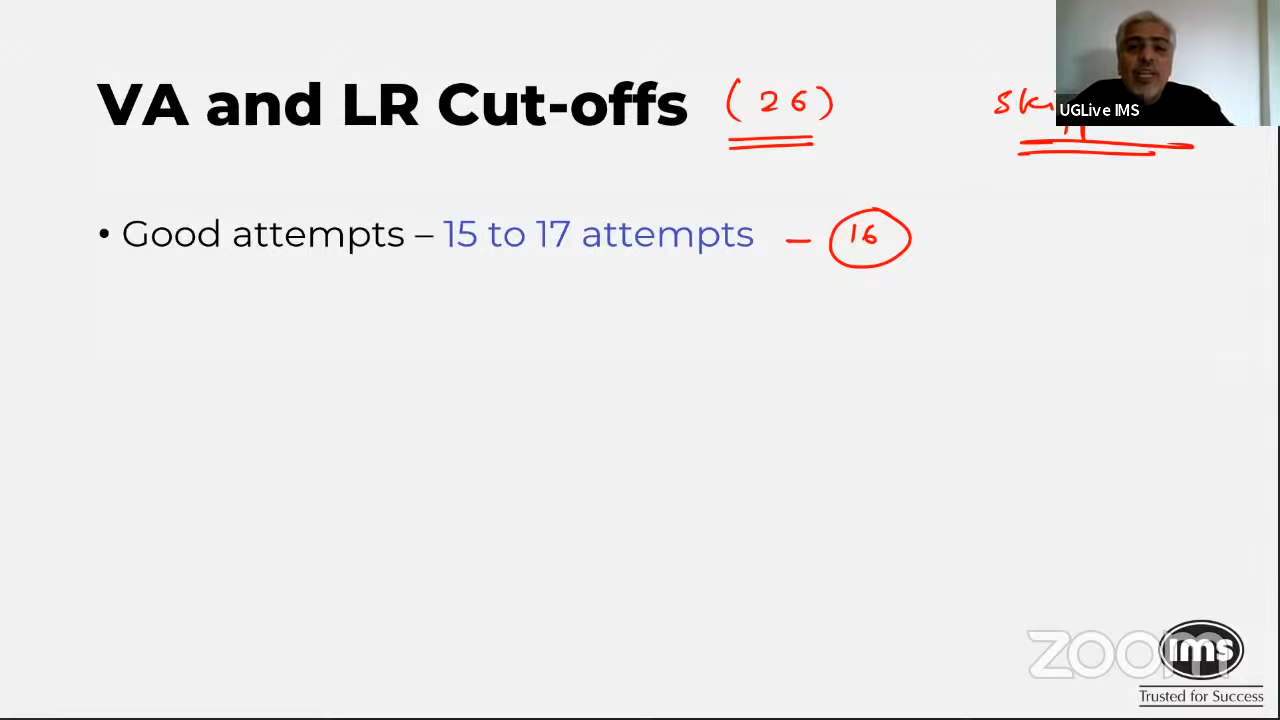 VA and LR Cut-offs (26)
UGLive IMS
• Good attempts – 15 to 17 attempts – 16
zoom
ims
Trusted for Success